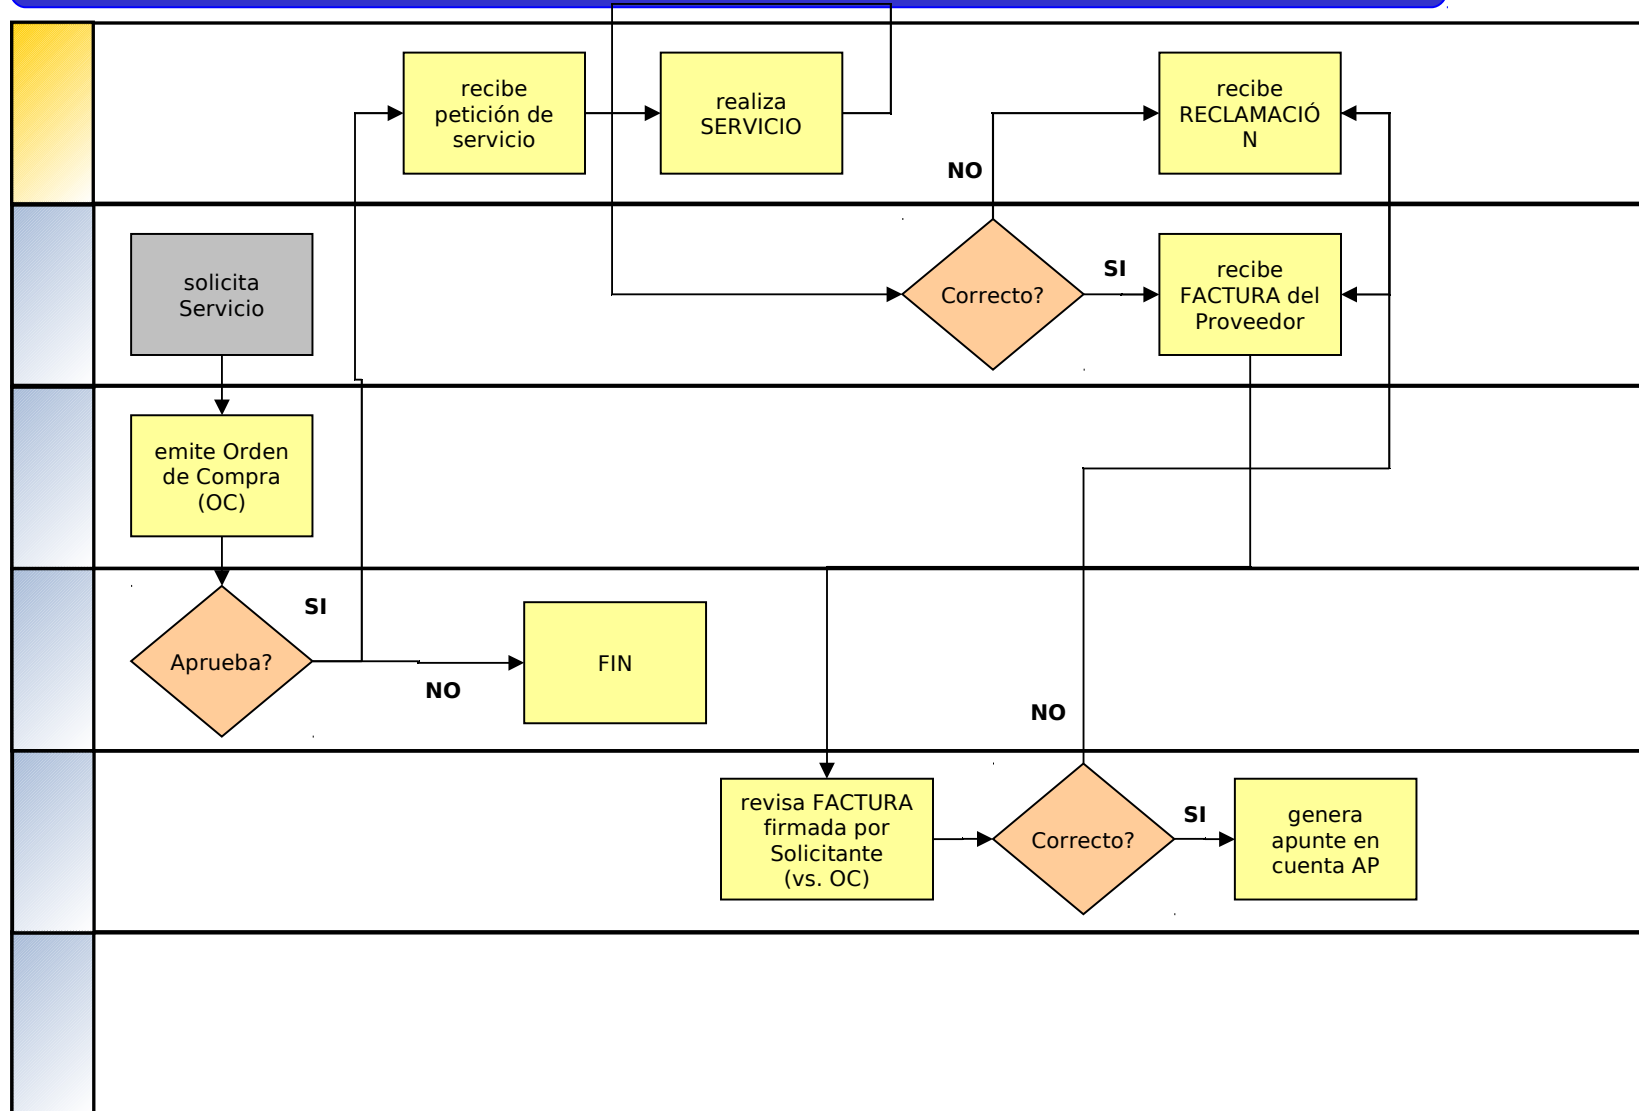 recibe
petición de
servicio
realiza
SERVICIO
recibe
RECLAMACIÓ
N
NO
solicita
Servicio
Correcto?
SI
recibe
FACTURA del
Proveedor
emite Orden
de Compra
(OC)
Aprueba?
SI
NO
FIN
NO
revisa FACTURA
firmada por
Solicitante
(vs. OC)
Correcto?
SI
genera
apunte en
cuenta AP